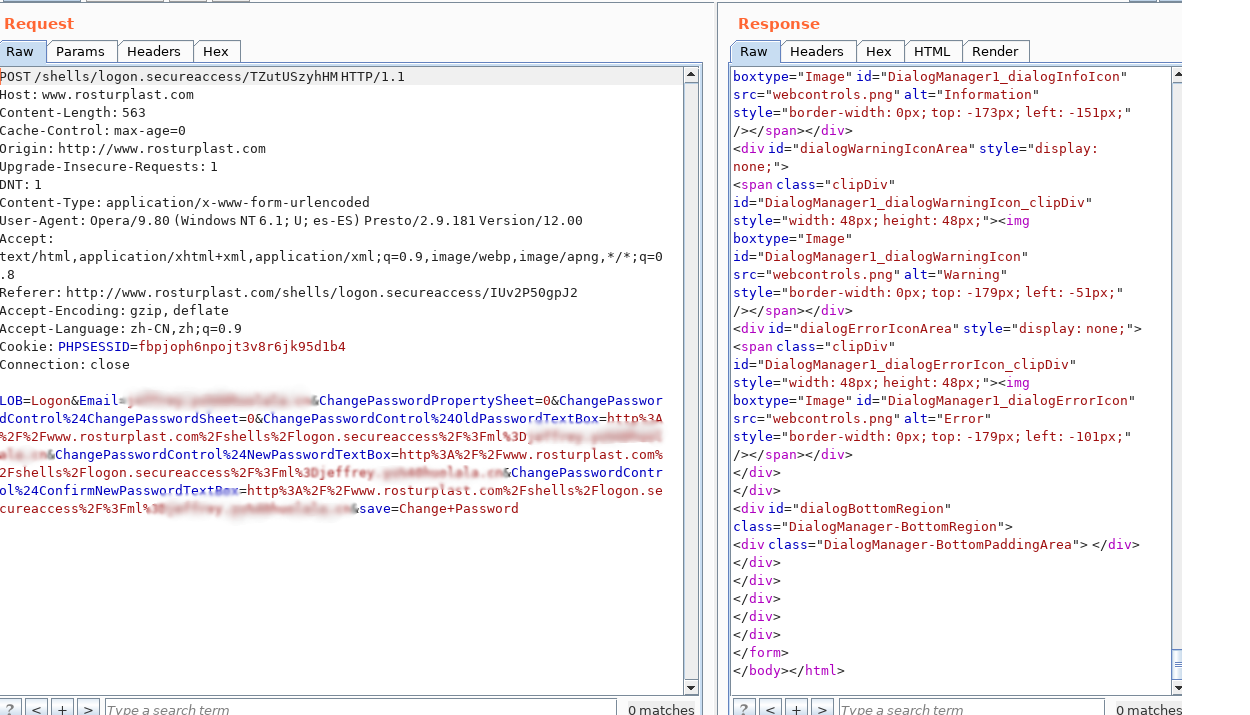 Request
Raw Params Headers Hex
POST /shells/logon.secureaccess/TZutUSzyhHM HTTP/1.1
Host: www.rosturplast.com
Content-Length: 563
Cache-Control: max-age=0
Origin: http://www.rosturplast.com
Upgrade-Insecure-Requests: 1
DNT: 1
Content-Type: application/x-www-form-urlencoded
User-Agent: Opera/9.80 (Windows NT 6.1; U; es-ES) Presto/2.9.181 Version/12.00
Accept:
text/html,application/xhtml+xml,application/xml;q=0.9,image/webp,image/apng,*/*;q=0
.8
Referer: http://www.rosturplast.com/shells/logon.secureaccess/IUv2P50gpJ2
Accept-Encoding: gzip, deflate
Accept-Language: zh-CN,zh;q=0.9
Cookie: PHPSESSID=fbpjoph6npojt3v8r6jk95d1b4
Connection: close
LOB=Logon&Email= &ChangePasswordPropertySheet=0&ChangePasswor
dControl%24ChangePasswordSheet=0&ChangePasswordControl%24OldPasswordTextBox=http%3A
%2F%2Fwww.rosturplast.com%2Fshells%2Flogon.secureaccess%2F%3Fml%3D
&ChangePasswordControl%24NewPasswordTextBox=http%3A%2F%2Fwww.rosturplast.com%
2Fshells%2Flogon.secureaccess%2F%3Fml%3D &ChangePasswordContr
ol%24ConfirmNewPasswordTextBox=http%3A%2F%2Fwww.rosturplast.com%2Fshells%2Flogon.se
cureaccess%2F%3Fml% &save=Change+Password
? < + > Type a search term 0 matches
Response
Raw Headers Hex HTML Render
boxtype="Image" id="DialogManager1_dialogInfoIcon"
src="webcontrols.png" alt="Information"
style="border-width: 0px; top: -173px; left: -151px;"
/></span></div>
<div id="dialogWarningIconArea" style="display:
none;">
<span class="clipDiv"
id="DialogManager1_dialogWarningIcon_clipDiv"
style="width: 48px; height: 48px;"><img
boxtype="Image"
id="DialogManager1_dialogWarningIcon"
src="webcontrols.png" alt="Warning"
style="border-width: 0px; top: -179px; left: -51px;"
/></span></div>
<div id="dialogErrorIconArea" style="display: none;">
<span class="clipDiv"
id="DialogManager1_dialogErrorIcon_clipDiv"
style="width: 48px; height: 48px;"><img
boxtype="Image" id="DialogManager1_dialogErrorIcon"
src="webcontrols.png" alt="Error"
style="border-width: 0px; top: -179px; left: -101px;"
/></span></div>
</div>
</div>
<div id="dialogBottomRegion"
class="DialogManager-BottomRegion">
<div class="DialogManager-BottomPaddingArea"> </div>
</div>
</div>
</div>
</div>
</div>
</form>
</body></html>
? < + > Type a search term 0 matches